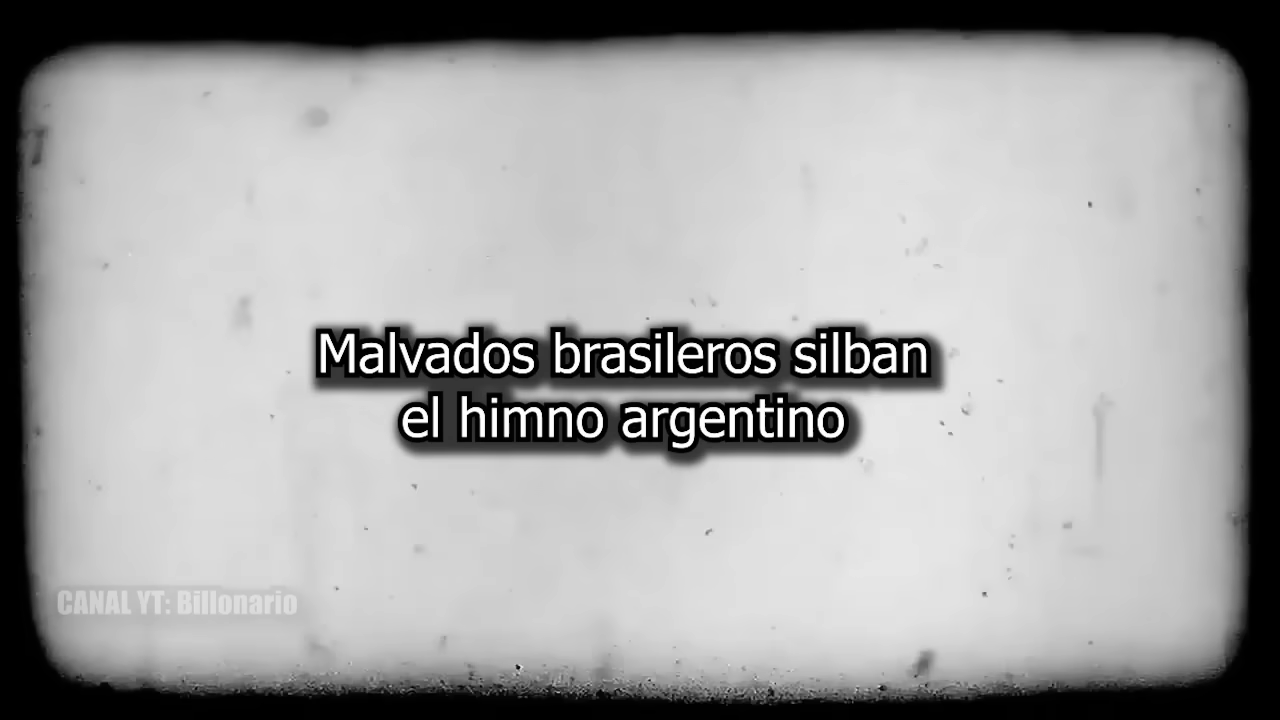 Malvados brasileros silban
el himno argentino
CANAL YT: Billonario